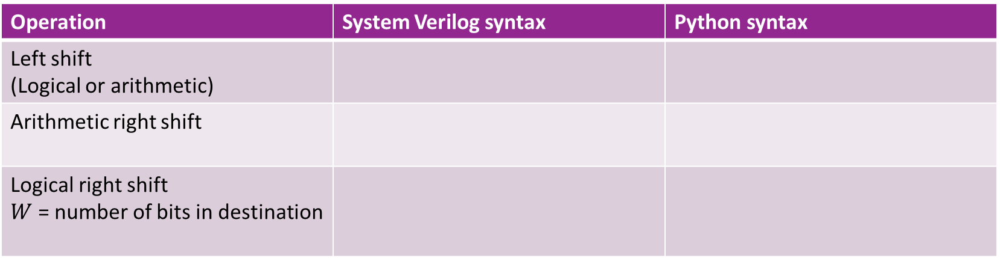 Operation
System Verilog syntax
Python syntax
Left shift
(Logical or arithmetic)
Arithmetic right shift
Logical right shift
W = number of bits in destination